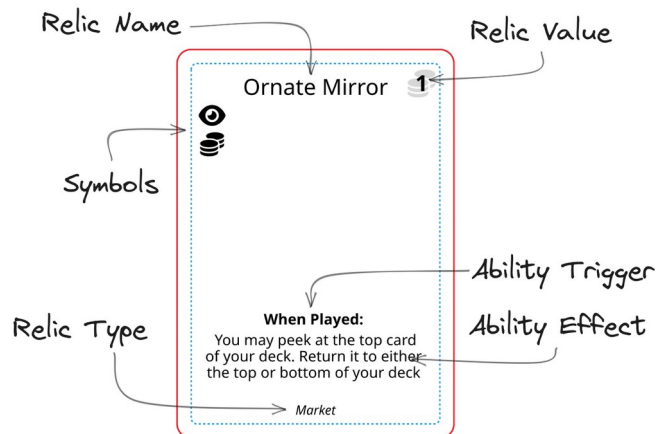 Relic Name
Relic Value
Ornate Mirror
1
Symbols
Ability Trigger
When Played:
Ability Effect
You may peek at the top card
of your deck. Return it to either
the top or bottom of your deck
Relic Type
Market